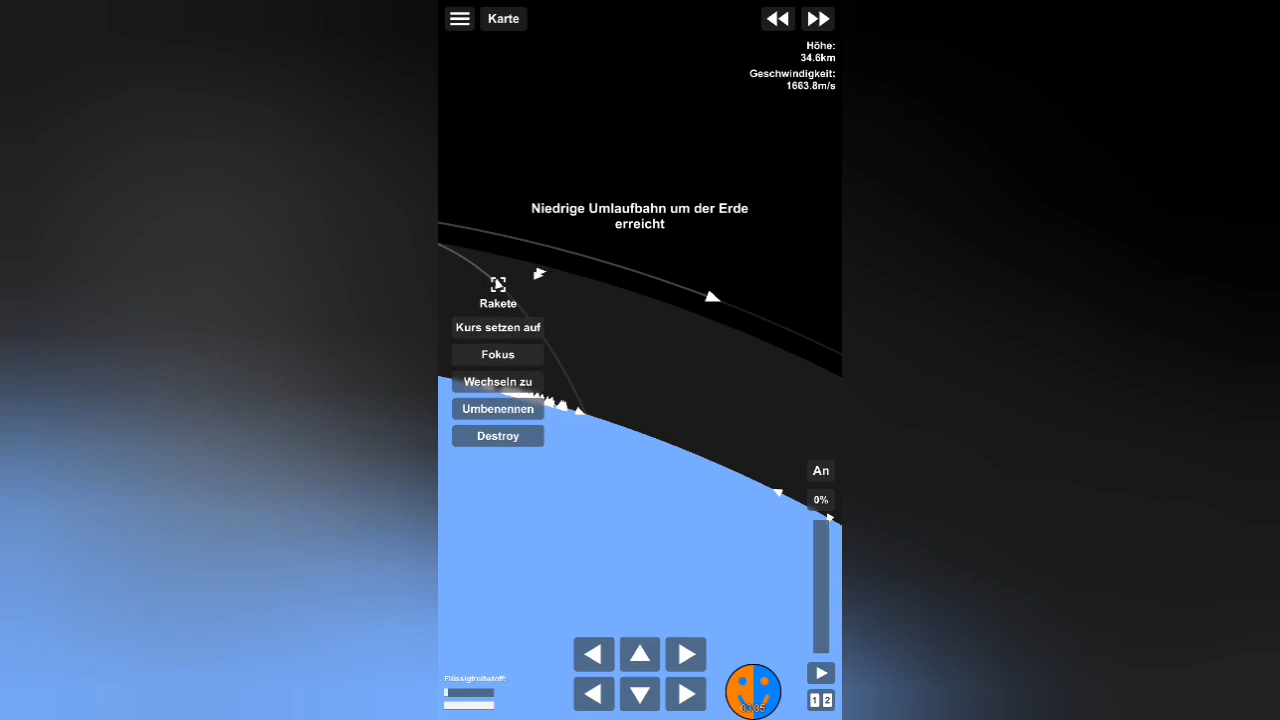 Karte
Höhe:
34.6km
Geschwindigkeit:
1663.8m/s
Niedrige Umlaufbahn um der Erde
erreicht
Rakete
Kurs setzen auf
Fokus
Wechseln zu
Umbenennen
Destroy
An
0%
Flüssigtreibstoff:
1 2